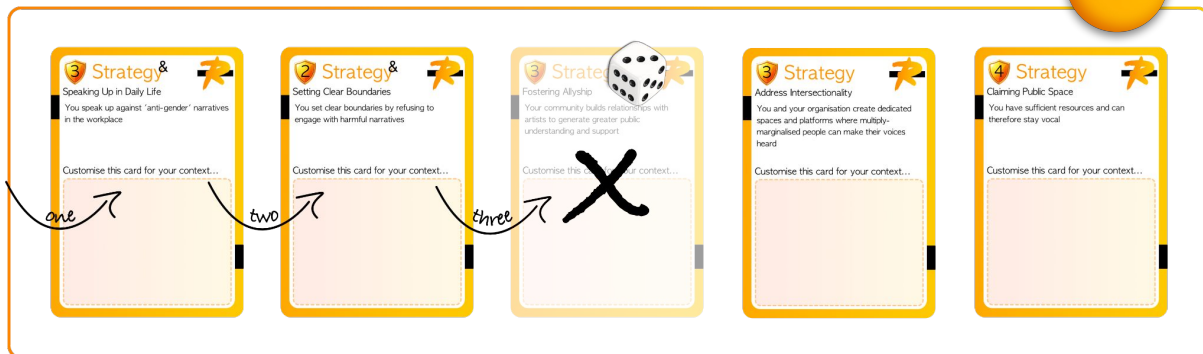 3 Strategy &
Speaking Up in Daily Life
You speak up against ‘anti-gender’ narratives
in the workplace
Customise this card for your context...
one
2 Strategy &
Setting Clear Boundaries
You set clear boundaries by refusing to
engage with harmful narratives
Customise this card for your context...
two
3 Strate
Fostering Allyship
Your community builds relationships with
artists to generate greater public
understanding and support
Customise this ca your context...
three
X
3 Strategy
Address Intersectionality
You and your organisation create dedicated
spaces and platforms where multiply-
marginalised people can make their voices
heard
Customise this card for your context...
4 Strategy
Claiming Public Space
You have sufficient resources and can
therefore stay vocal
Customise this card for your context...